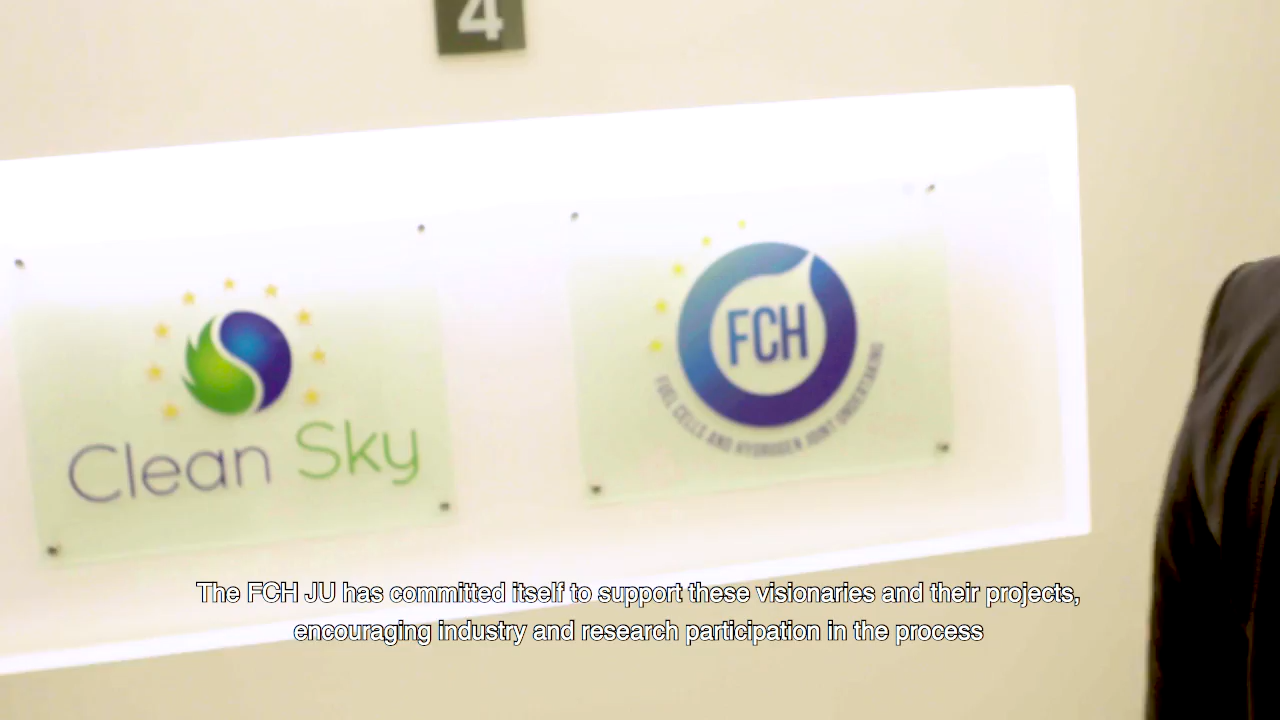 4
Clean Sky
FCH
FUEL CELLS AND HYDROGEN JOINT UNDERTAKING
The FCH JU has committed itself to support these visionaries and their projects,
encouraging industry and research participation in the process